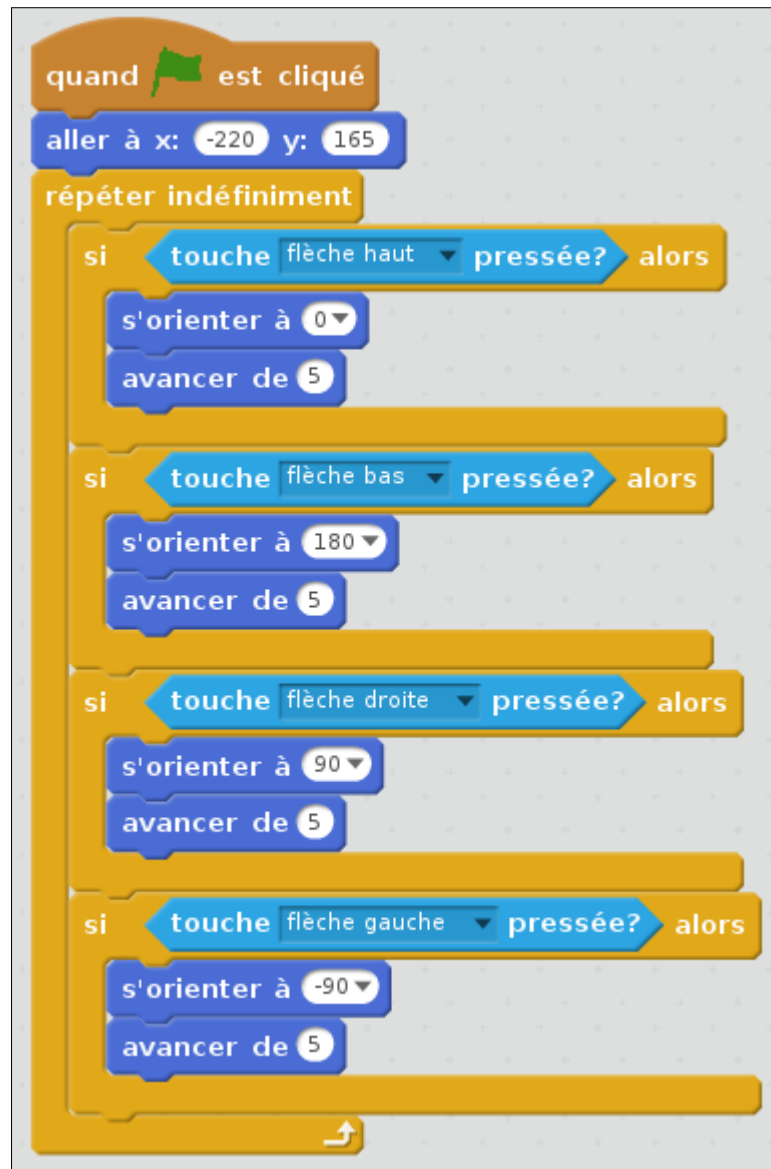 quand est cliqué
aller à x: -220 y: 165
répéter indéfiniment
si touche flèche haut pressée? alors
s'orienter à 0
avancer de 5
si touche flèche bas pressée? alors
s'orienter à 180
avancer de 5
si touche flèche droite pressée? alors
s'orienter à 90
avancer de 5
si touche flèche gauche pressée? alors
s'orienter à -90
avancer de 5